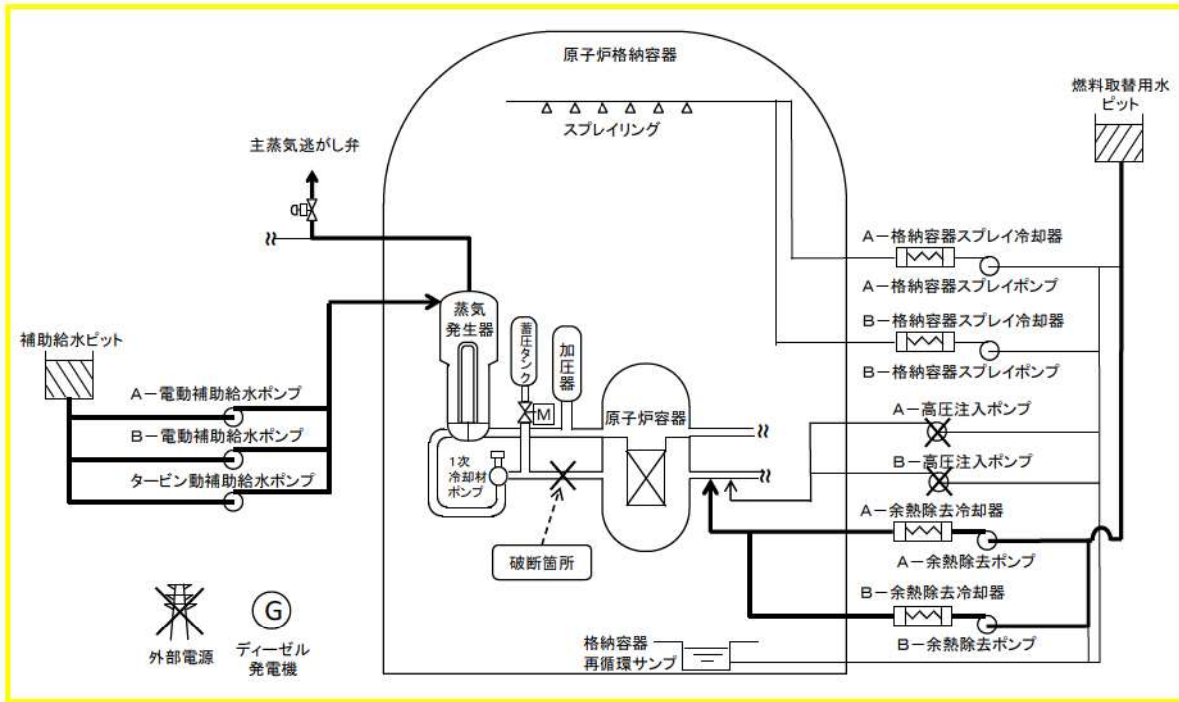 原子炉格納容器
燃料取替用水
ピット
スプレイリング
主蒸気逃がし弁
A-格納容器スプレイ冷却器
A-格納容器スプレイポンプ
蒸気
発生器
蓄圧タンク
加圧器
B-格納容器スプレイ冷却器
B-格納容器スプレイポンプ
補助給水ピット
A-電動補助給水ポンプ
M
原子炉容器
A-高圧注入ポンプ
B-電動補助給水ポンプ
1次
冷却材
ポンプ
B-高圧注入ポンプ
タービン動補助給水ポンプ
A-余熱除去冷却器
A-余熱除去ポンプ
破断箇所
B-余熱除去冷却器
B-余熱除去ポンプ
G
外部電源
ディーゼル
発電機
格納容器
再循環サンプ